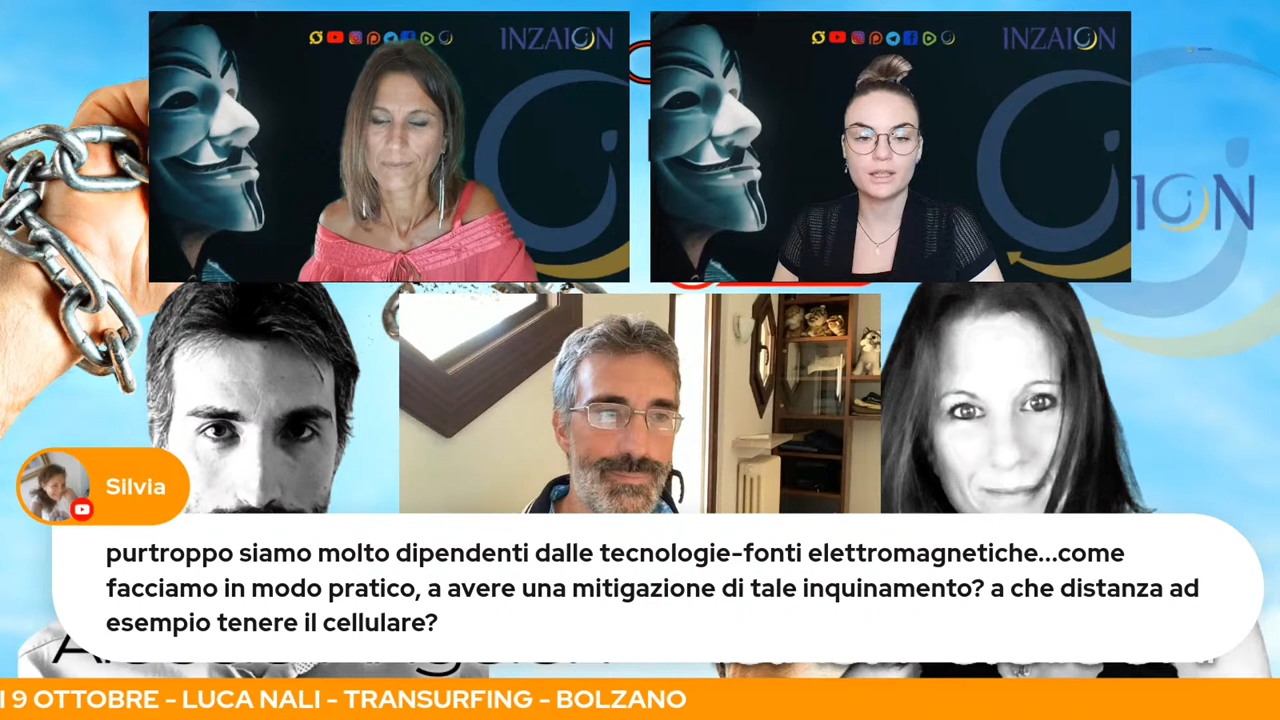 INZAION
INZAION
ION
Silvia
purtroppo siamo molto dipendenti dalle tecnologie-fonti elettromagnetiche...come
facciamo in modo pratico, a avere una mitigazione di tale inquinamento? a che distanza ad
esempio tenere il cellulare?
I 9 OTTOBRE - LUCA NALI - TRANSURFING - BOLZANO